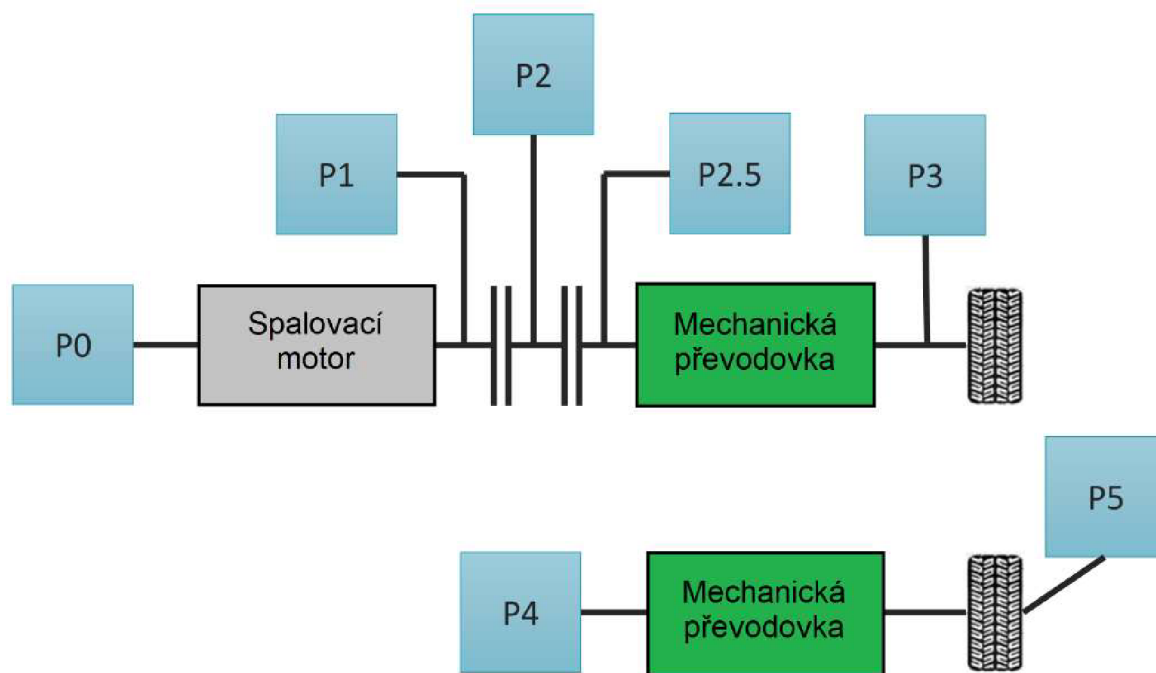 P2
P1
P2.5
P3
P0
Spalovací
motor
Mechanická
převodovka
P5
P4
Mechanická
převodovka